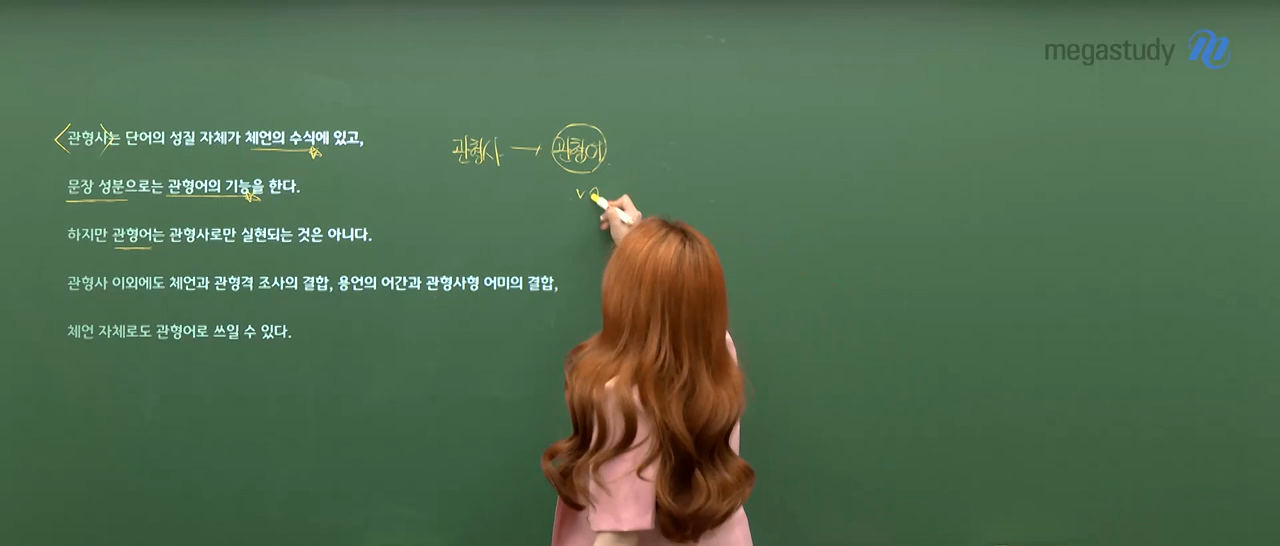 megastudy
관형사는 단어의 성질 자체가 체언의 수식에 있고,
문장 성분으로는 관형어의 기능을 한다.
하지만 관형어는 관형사로만 실현되는 것은 아니다.
관형사 이외에도 체언과 관형격 조사의 결합, 용언의 어간과 관형사형 어미의 결합,
체언 자체로도 관형어로 쓰일 수 있다.
관형사 → 관형어